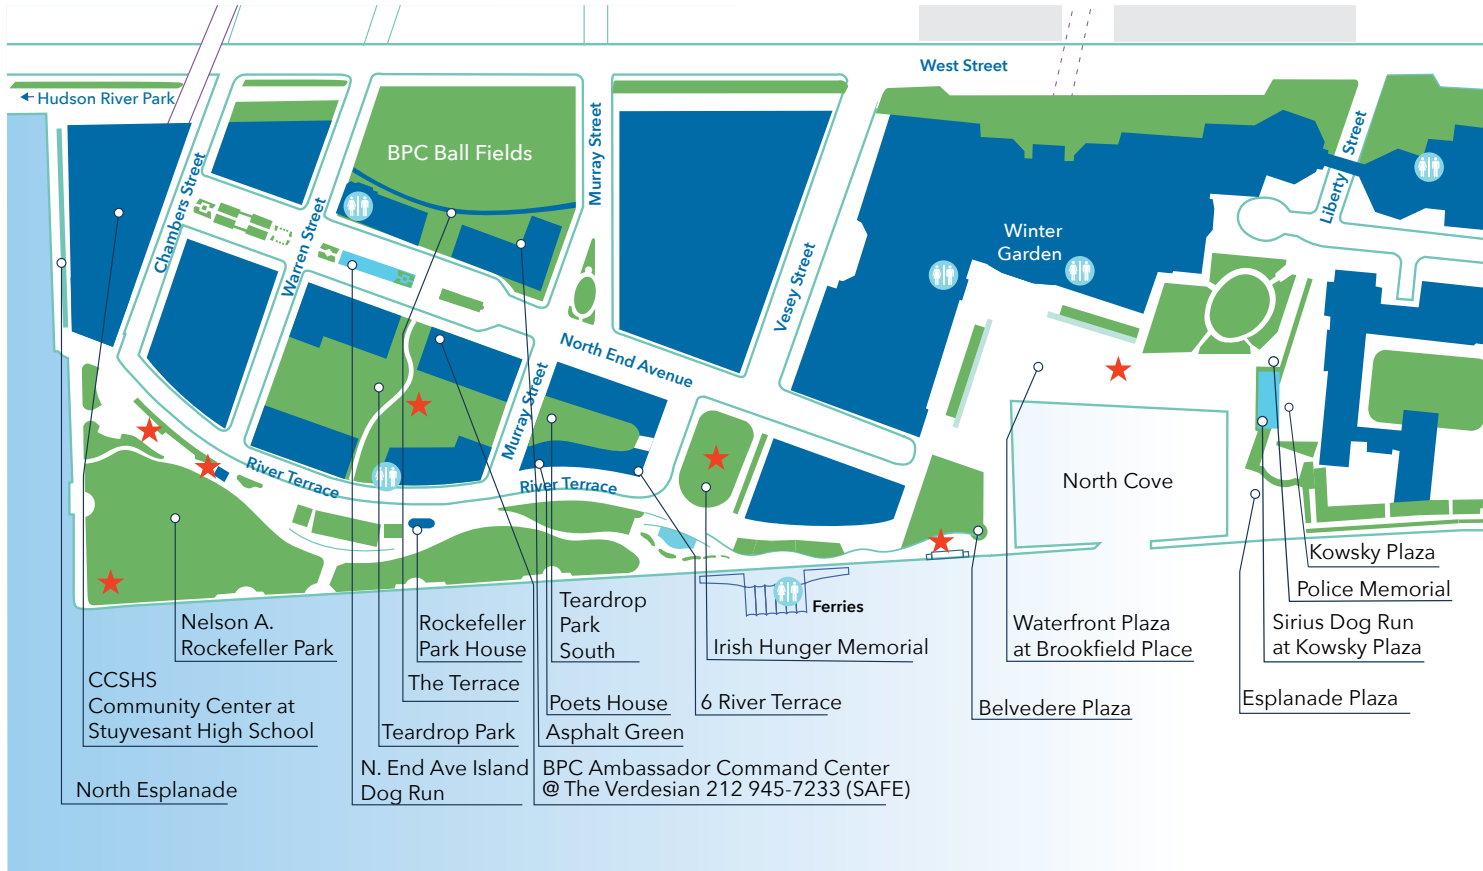 West Street
Hudson River Park
BPC Ball Fields
Murray Street
Liberty Street
Chambers Street
Warren Street
Winter
Garden
Vesey Street
North End Avenue
Murray Street
River Terrace
River Terrace
North Cove
Ferries
Kowsky Plaza
Police Memorial
Nelson A.
Rockefeller Park
Rockefeller
Park House
Teardrop
Park
South
Irish Hunger Memorial
Waterfront Plaza
at Brookfield Place
Sirius Dog Run
at Kowsky Plaza
CCSHS
Community Center at
Stuyvesant High School
The Terrace
Poets House
6 River Terrace
Belvedere Plaza
Esplanade Plaza
Teardrop Park
Asphalt Green
North Esplanade
N. End Ave Island
Dog Run
BPC Ambassador Command Center
@ The Verdesian 212 945-7233 (SAFE)